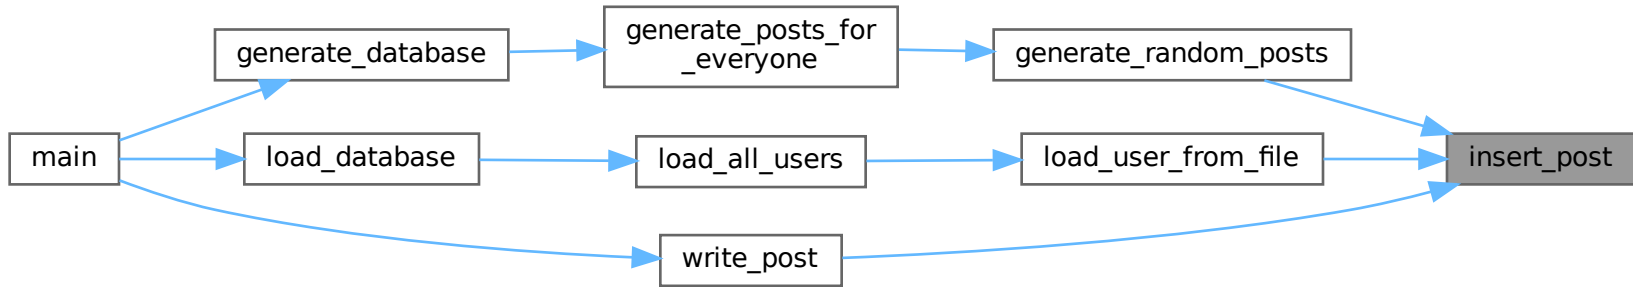 generate_database
generate_posts_for
_everyone
generate_random_posts
main
load_database
load_all_users
load_user_from_file
insert_post
write_post